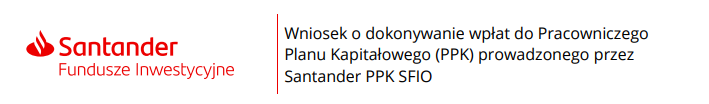 Santander
Fundusze Inwestycyjne
Wniosek o dokonywanie wpłat do Pracowniczego
Planu Kapitałowego (PPK) prowadzonego przez
Santander PPK SFIO